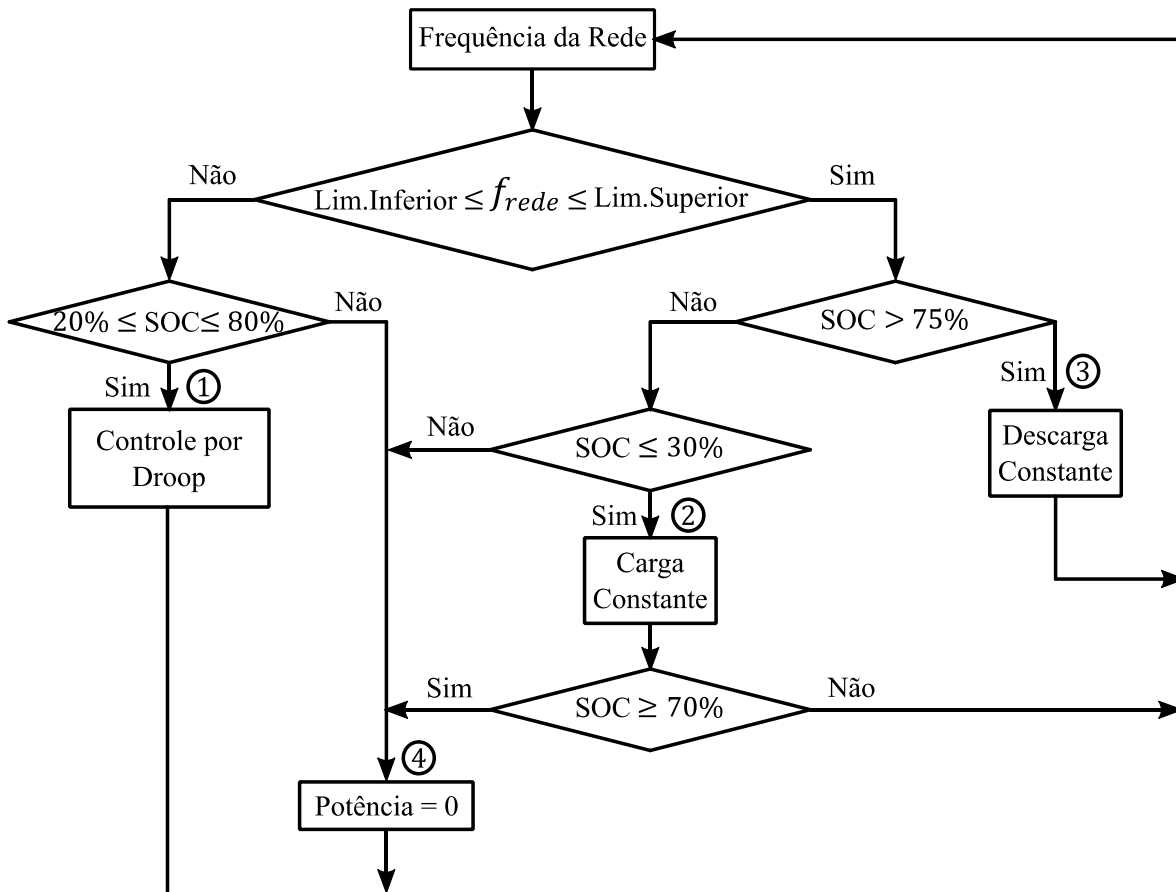 Frequência da Rede
Não
Sim
Lim.Inferior ≤ f_rede ≤ Lim.Superior
20% ≤ SOC≤ 80%
Não
Não
SOC > 75%
Sim ①
Sim ③
Controle por
Droop
Não
SOC ≤ 30%
Descarga
Constante
Sim ②
Carga
Constante
Sim
SOC ≥ 70%
Não
④
Potência = 0